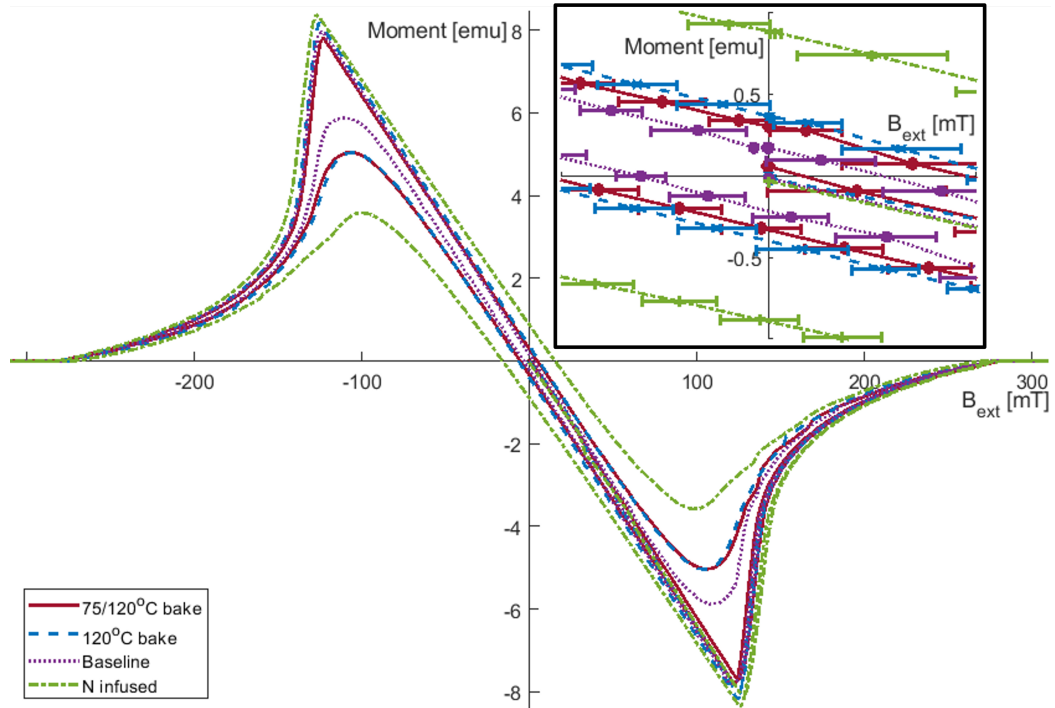 Moment [emu]
8
6
4
2
-2
-4
-6
-8
-200
-100
100
200
300
B_ext [mT]
Moment [emu]
0.5
-0.5
B_ext [mT]
75/120°C bake
120°C bake
Baseline
N infused